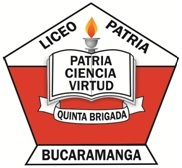 LICEO PATRIA
PATRIA
CIENCIA
VIRTUD
QUINTA BRIGADA
BUCARAMANGA